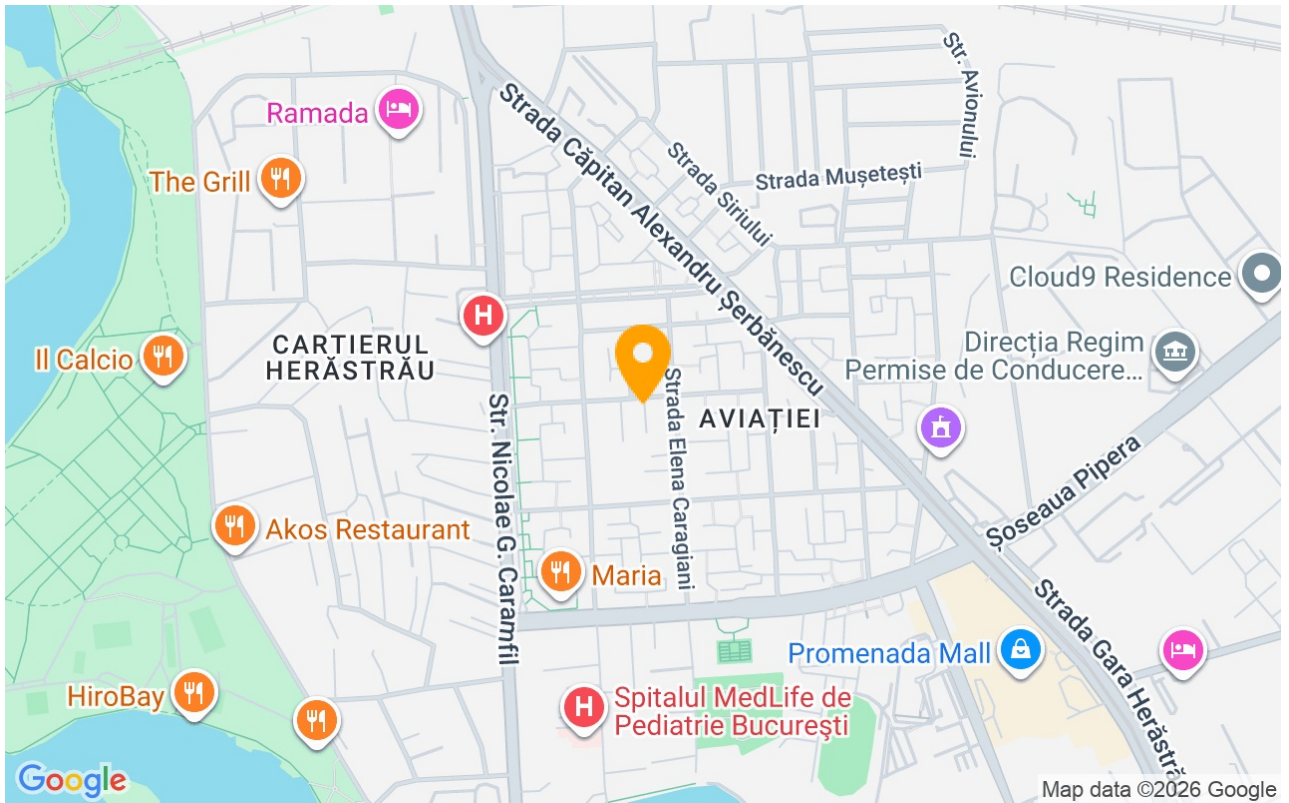 Str. Avionului
Ramada
Strada Căpitan Alexandru Șerbănescu
Strada Siriului
The Grill
Strada Mușetești
Cloud9 Residence
H
CARTIERUL
HERĂSTRĂU
Il Calcio
Direcția Regim
Permise de Conducere...
Strada Elena Caragiani
AVIAȚIEI
Str. Nicolae G. Caramfil
Șoseaua Pipera
Akos Restaurant
Maria
Strada Gara Herăstră
Promenada Mall
HiroBay
H
Spitalul MedLife de
Pediatrie București
Google
Map data ©2026 Google